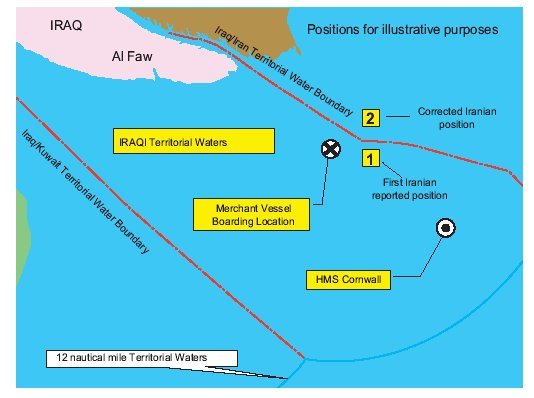 IRAQ
Positions for illustrative purposes
Al Faw
Iraq/Iran Territorial Water Boundary
2
Corrected Iranian
position
IRAQI Territorial Waters
1
First Iranian
reported position
Iraq/Kuwait Territorial Water Boundary
Merchant Vessel
Boarding Location
HMS Cornwall
12 nautical mile Territorial Waters